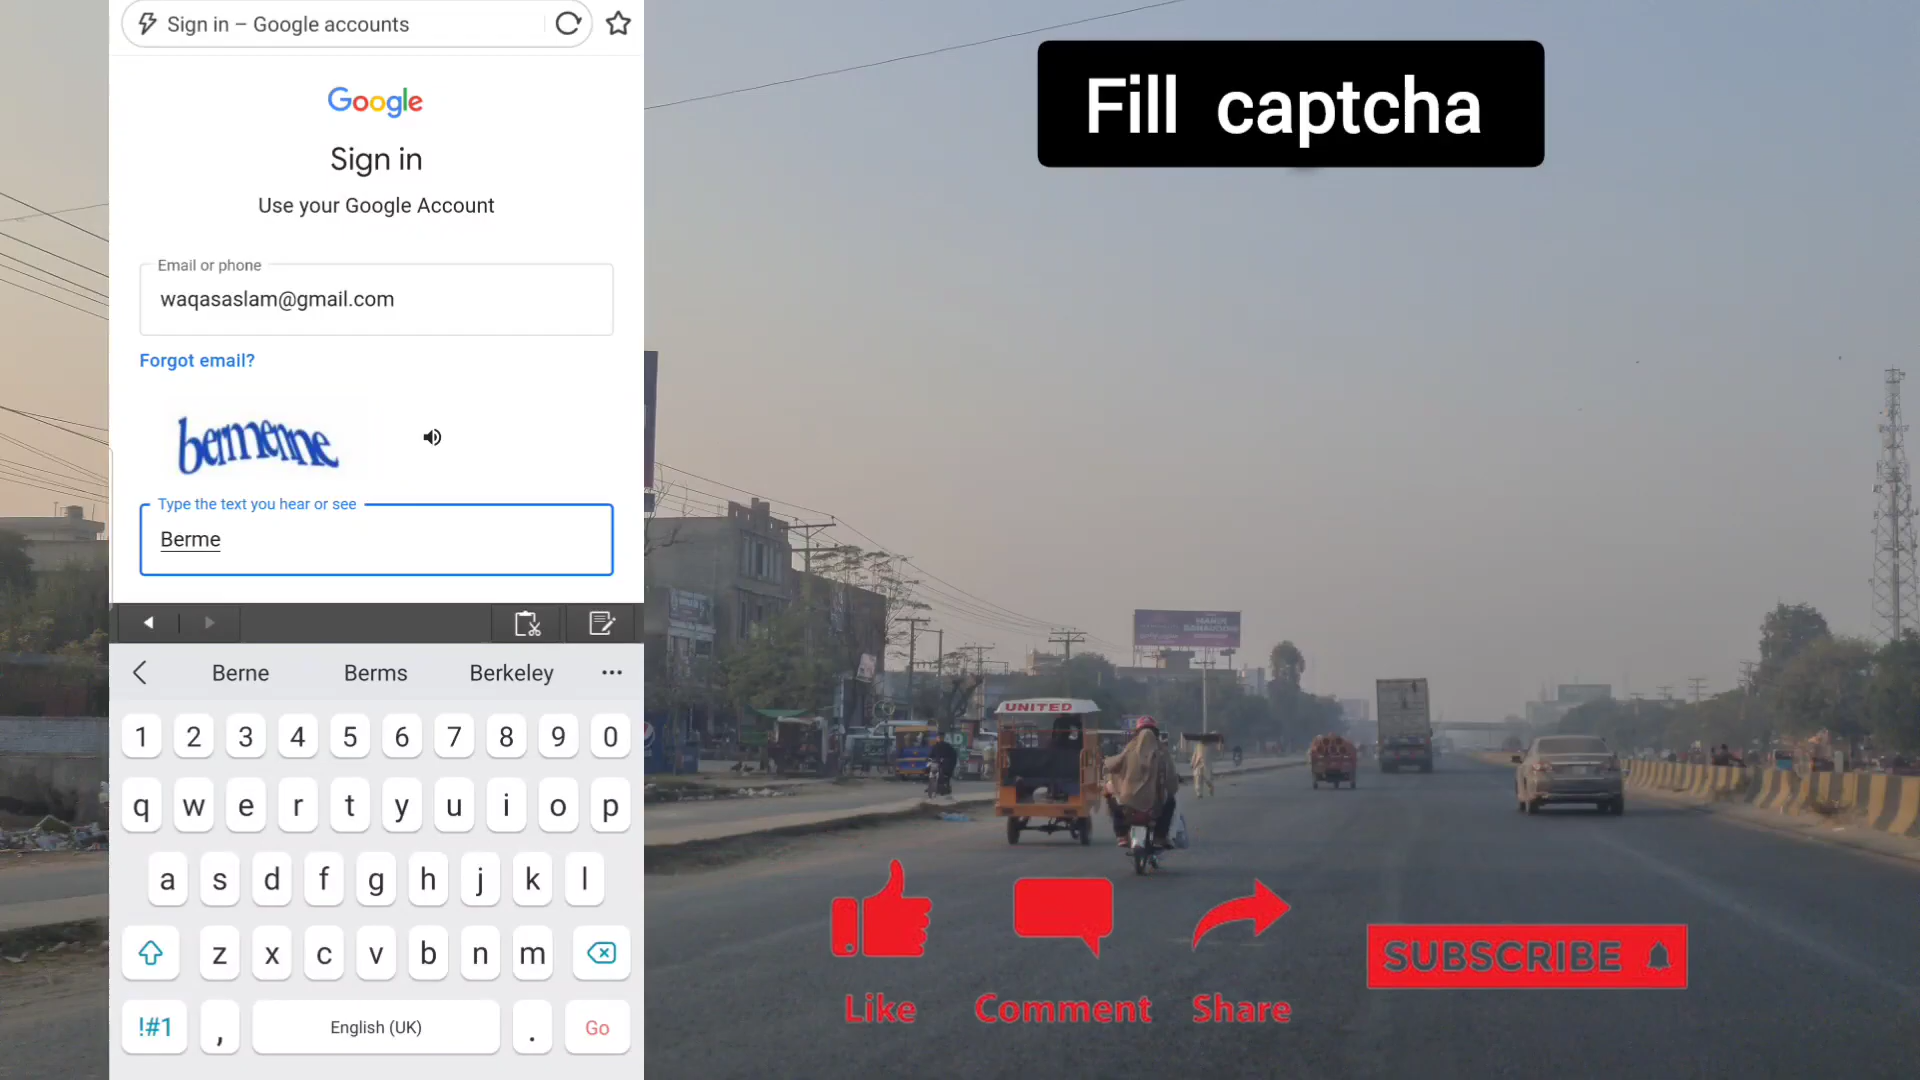 Sign in – Google accounts
Google
Sign in
Use your Google Account
Email or phone
waqasaslam@gmail.com
Forgot email?
Type the text you hear or see
Berme
Berne Berms Berkeley ...
1 2 3 4 5 6 7 8 9 0
q w e r t y u i o p
a s d f g h j k l
z x c v b n m
!#1 , English (UK) . Go
Fill captcha
UNITED
Like Comment Share
SUBSCRIBE